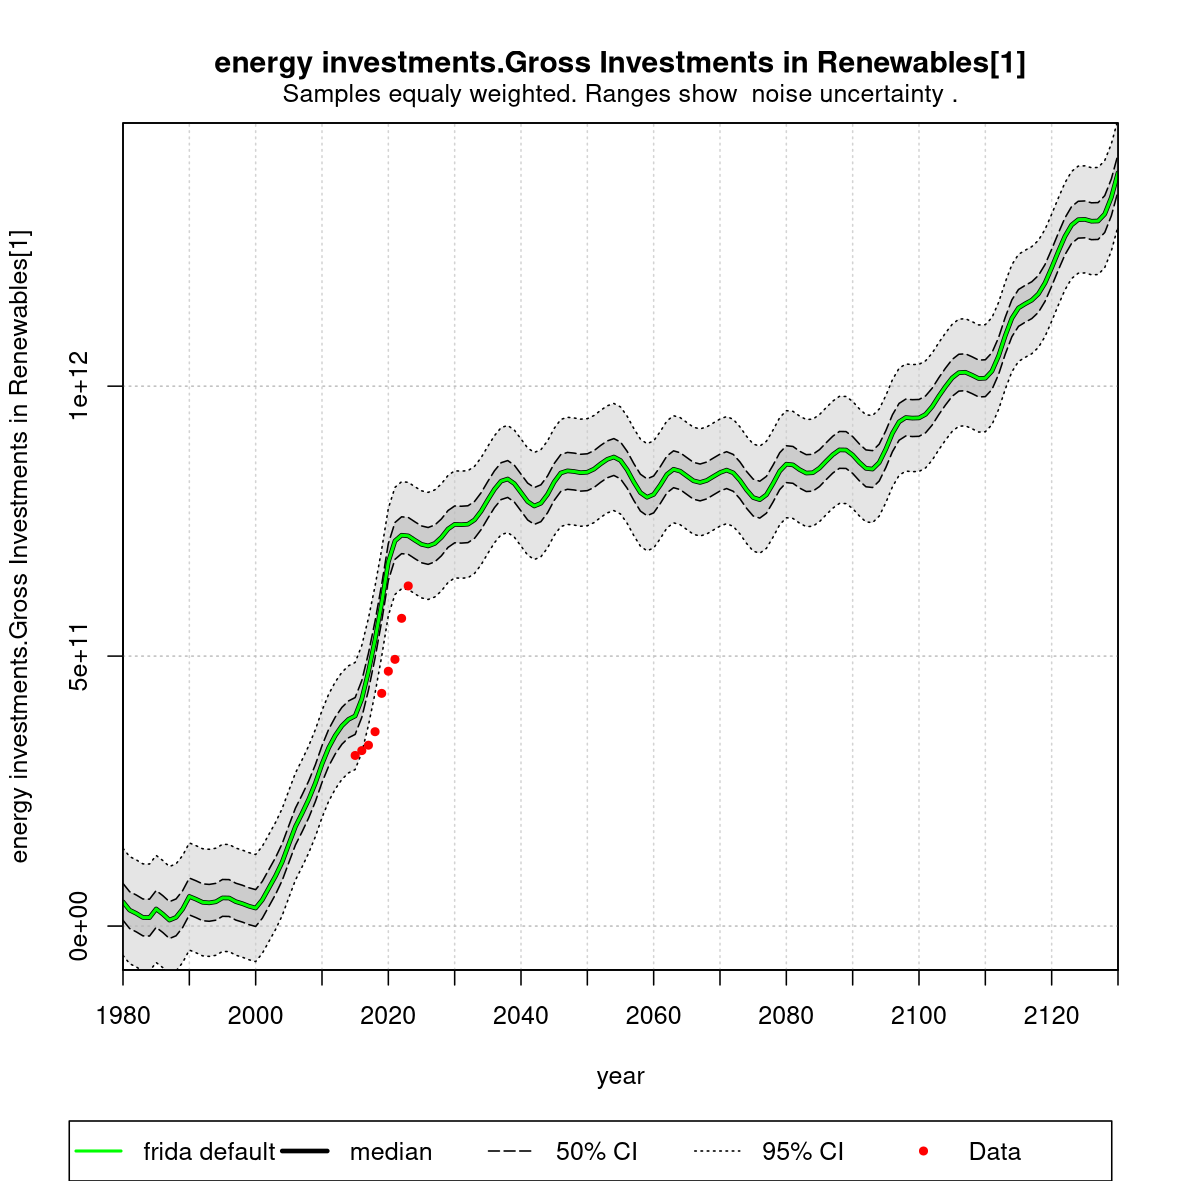 energy investments.Gross Investments in Renewables[1]
Samples equaly weighted. Ranges show  noise uncertainty .
energy investments.Gross Investments in Renewables[1]
1e+12
5e+11
0e+00
1980 2000 2020 2040 2060 2080 2100 2120
year
frida default median 50% CI 95% CI Data